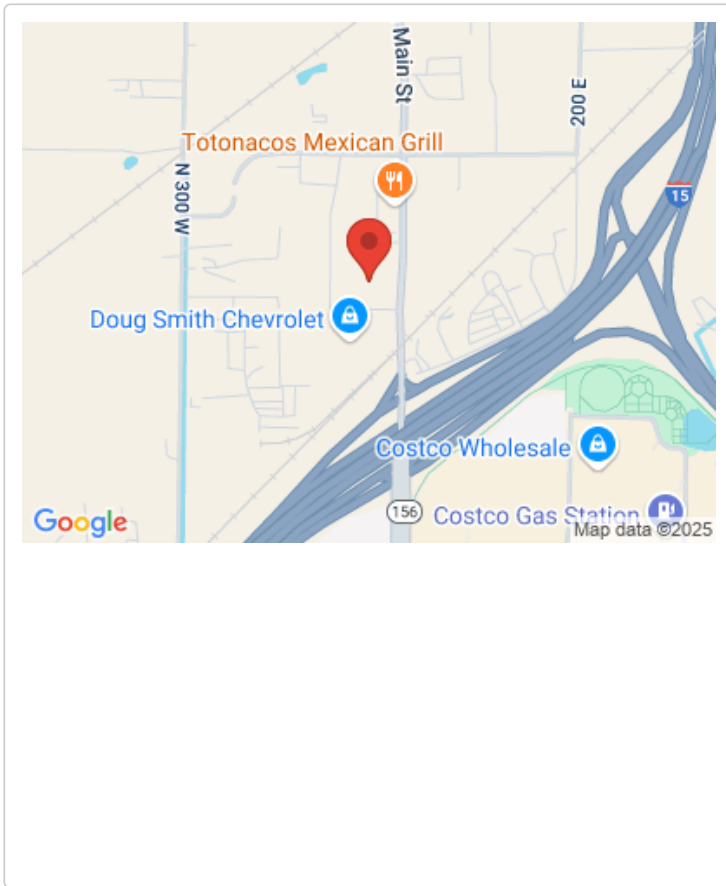 Main St
200 E
Totonacos Mexican Grill
N 300 W
15
Doug Smith Chevrolet
Costco Wholesale
156
Costco Gas Station
Google
Map data ©2025